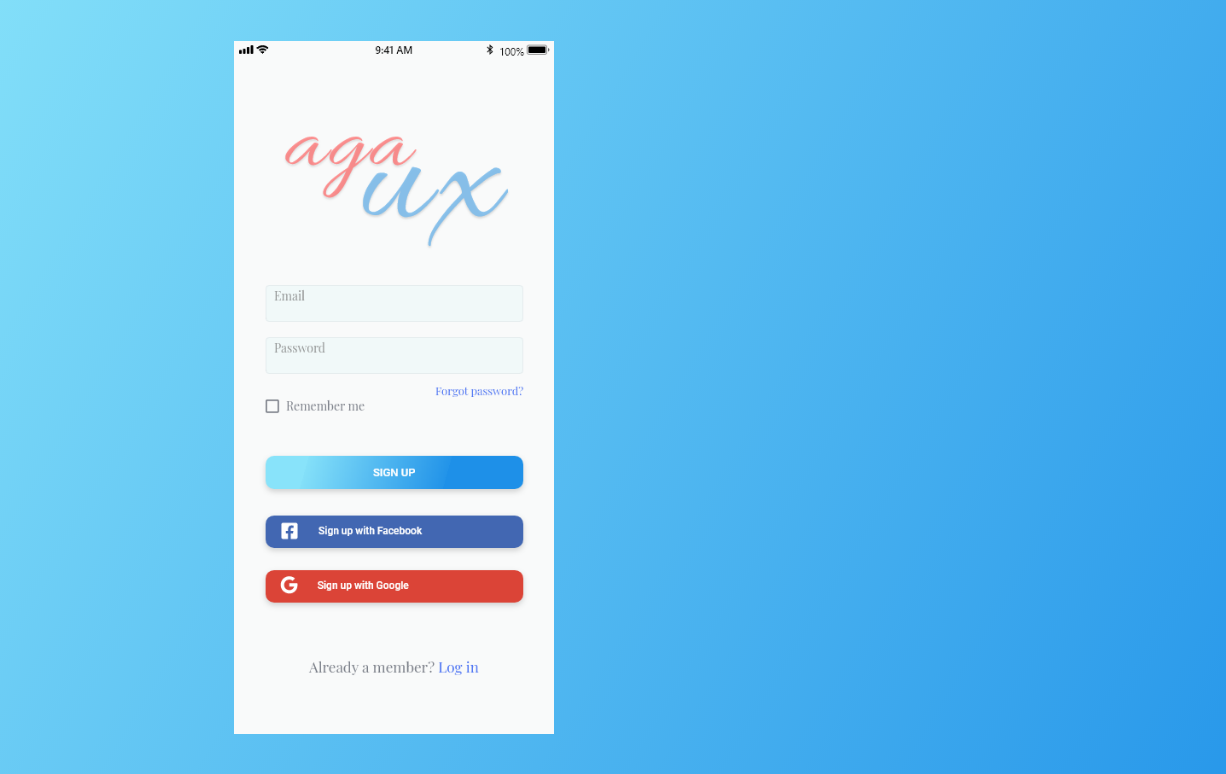 9:41 AM 100%
aga
ux
Email
Password
Forgot password?
Remember me
SIGN UP
Sign up with Facebook
Sign up with Google
Already a member? Log in